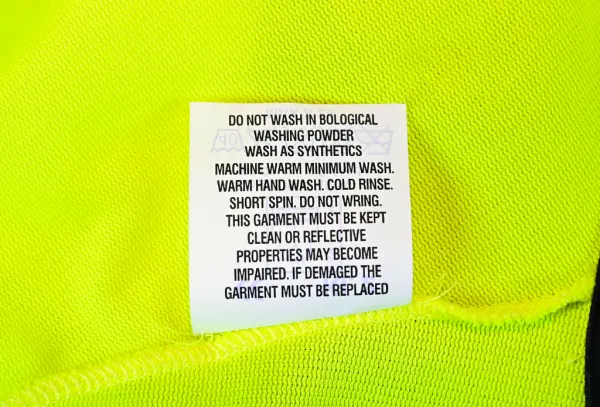 DO NOT WASH IN BOLOGICAL
WASHING POWDER
WASH AS SYNTHETICS
MACHINE WARM MINIMUM WASH.
WARM HAND WASH. COLD RINSE.
SHORT SPIN. DO NOT WRING.
THIS GARMENT MUST BE KEPT
CLEAN OR REFLECTIVE
PROPERTIES MAY BECOME
IMPAIRED. IF DAMAGED THE
GARMENT MUST BE REPLACED